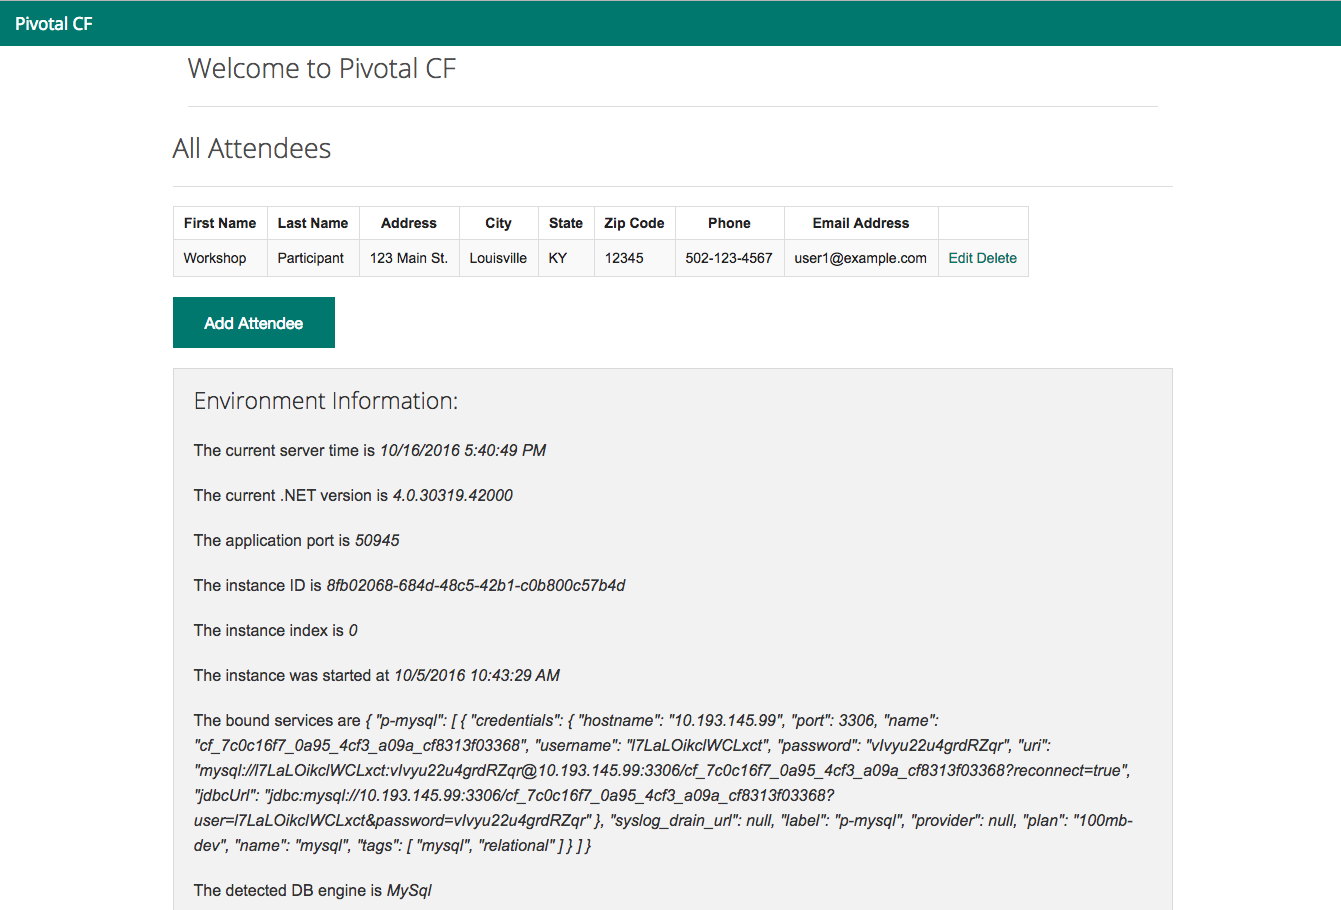 Pivotal CF
Welcome to Pivotal CF
All Attendees
First Name Last Name Address City State Zip Code Phone Email Address
Workshop Participant 123 Main St. Louisville KY 12345 502-123-4567 user1@example.com Edit Delete
Add Attendee
Environment Information:
The current server time is 10/16/2016 5:40:49 PM
The current .NET version is 4.0.30319.42000
The application port is 50945
The instance ID is 8fb02068-684d-48c5-42b1-c0b800c57b4d
The instance index is 0
The instance was started at 10/5/2016 10:43:29 AM
The bound services are { "p-mysql": [ { "credentials": { "hostname": "10.193.145.99", "port": 3306, "name":
"cf_7c0c16f7_0a95_4cf3_a09a_cf8313f03368", "username": "l7LaLOikclWCLxct", "password": "vlvyu22u4grdRZqr", "uri":
"mysql://l7LaLOikclWCLxct:vlvyu22u4grdRZqr@10.193.145.99:3306/cf_7c0c16f7_0a95_4cf3_a09a_cf8313f03368?reconnect=true",
"jdbcUrl": "jdbc:mysql://10.193.145.99:3306/cf_7c0c16f7_0a95_4cf3_a09a_cf8313f03368?
user=l7LaLOikclWCLxct&password=vlvyu22u4grdRZqr" }, "syslog_drain_url": null, "label": "p-mysql", "provider": null, "plan": "100mb-
dev", "name": "mysql", "tags": [ "mysql", "relational" ] } ] }
The detected DB engine is MySql